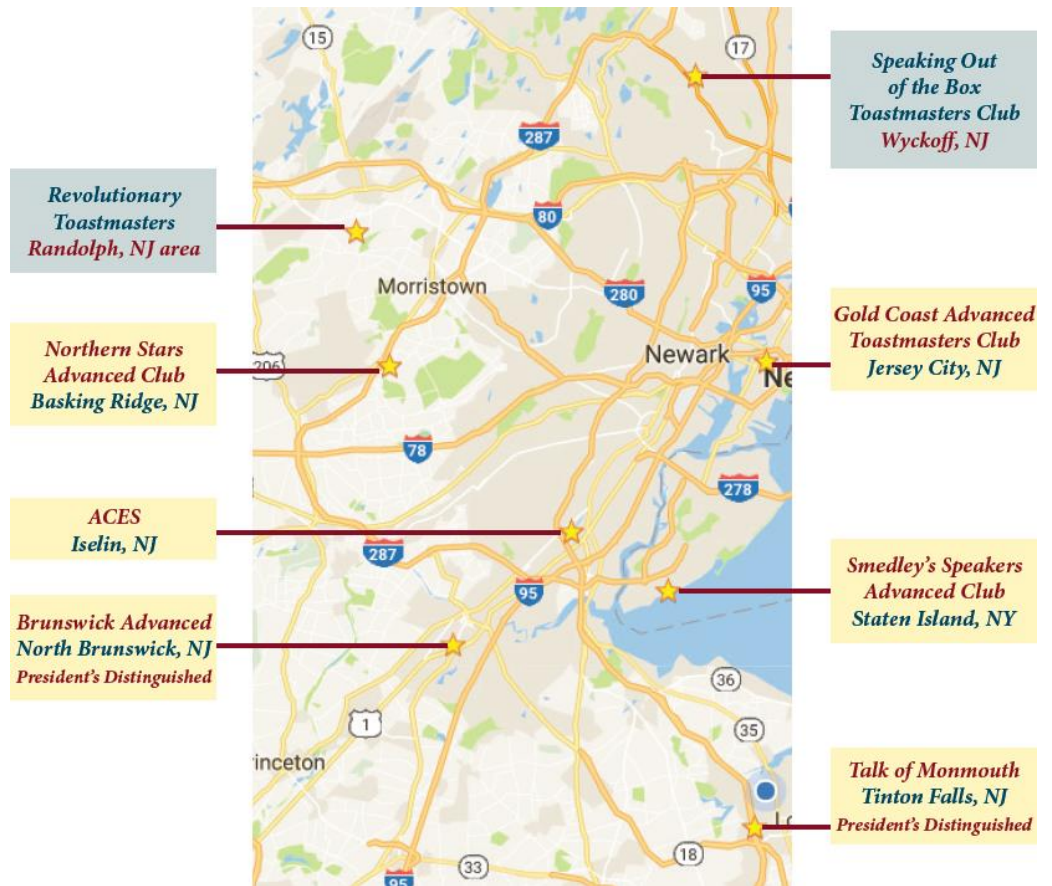 15
17
Speaking Out
of the Box
Toastmasters Club
Wyckoff, NJ
287
Revolutionary
Toastmasters
Randolph, NJ area
80
Morristown
280
95
Gold Coast Advanced
Toastmasters Club
Jersey City, NJ
Northern Stars
Advanced Club
Basking Ridge, NJ
206
Newark
Ne
78
278
ACES
Iselin, NJ
287
95
Smedley's Speakers
Advanced Club
Staten Island, NY
Brunswick Advanced
North Brunswick, NJ
President's Distinguished
36
1
35
rinceton
Talk of Monmouth
Tinton Falls, NJ
President's Distinguished
Lo
18
33
95